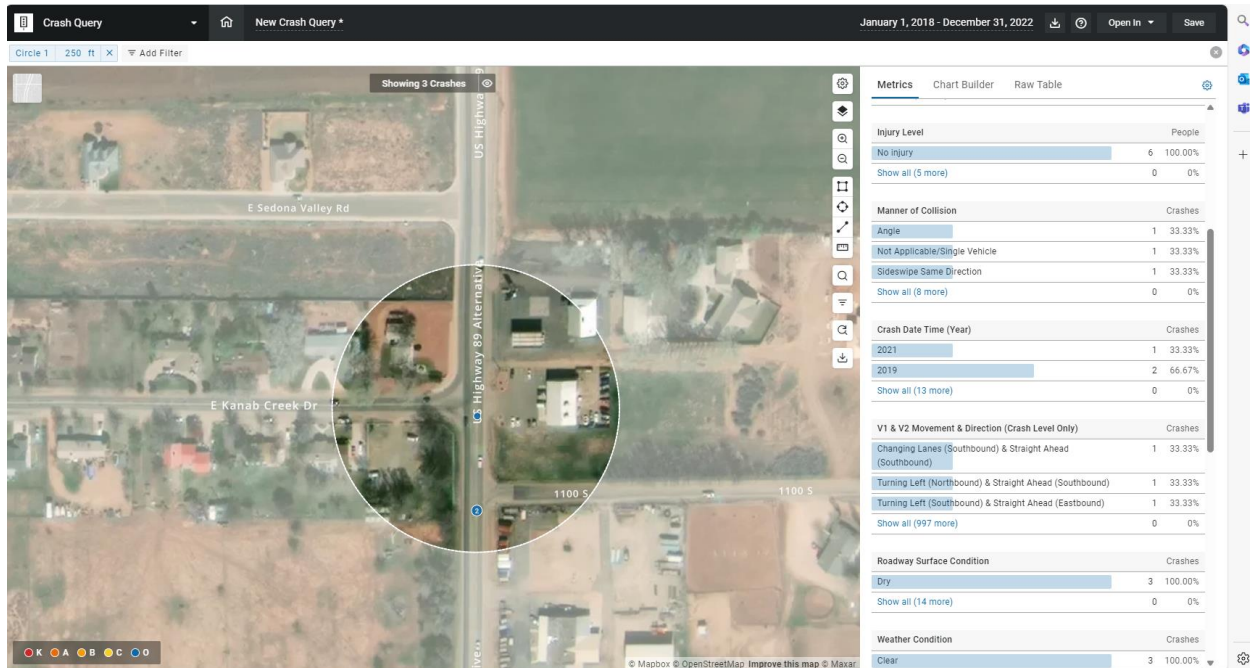 Crash Query
New Crash Query *
January 1, 2018 - December 31, 2022
Open In
Save
Circle 1 250 ft X
Add Filter
Showing 3 Crashes
US Highway 89 Alternative
E Sedona Valley Rd
US Highway 89 Alternative
E Kanab Creek Dr
1100 S
1100 S
2
K A B C O
© Mapbox © OpenStreetMap Improve this map © Maxar
Metrics Chart Builder Raw Table
Injury Level People
No injury 6 100.00%
Show all (5 more) 0 0%
Manner of Collision Crashes
Angle 1 33.33%
Not Applicable/Single Vehicle 1 33.33%
Sideswipe Same Direction 1 33.33%
Show all (8 more) 0 0%
Crash Date Time (Year) Crashes
2021 1 33.33%
2019 2 66.67%
Show all (13 more) 0 0%
V1 & V2 Movement & Direction (Crash Level Only) Crashes
Changing Lanes (Southbound) & Straight Ahead 1 33.33%
(Southbound)
Turning Left (Northbound) & Straight Ahead (Southbound) 1 33.33%
Turning Left (Southbound) & Straight Ahead (Eastbound) 1 33.33%
Show all (997 more) 0 0%
Roadway Surface Condition Crashes
Dry 3 100.00%
Show all (14 more) 0 0%
Weather Condition Crashes
Clear 3 100.00%